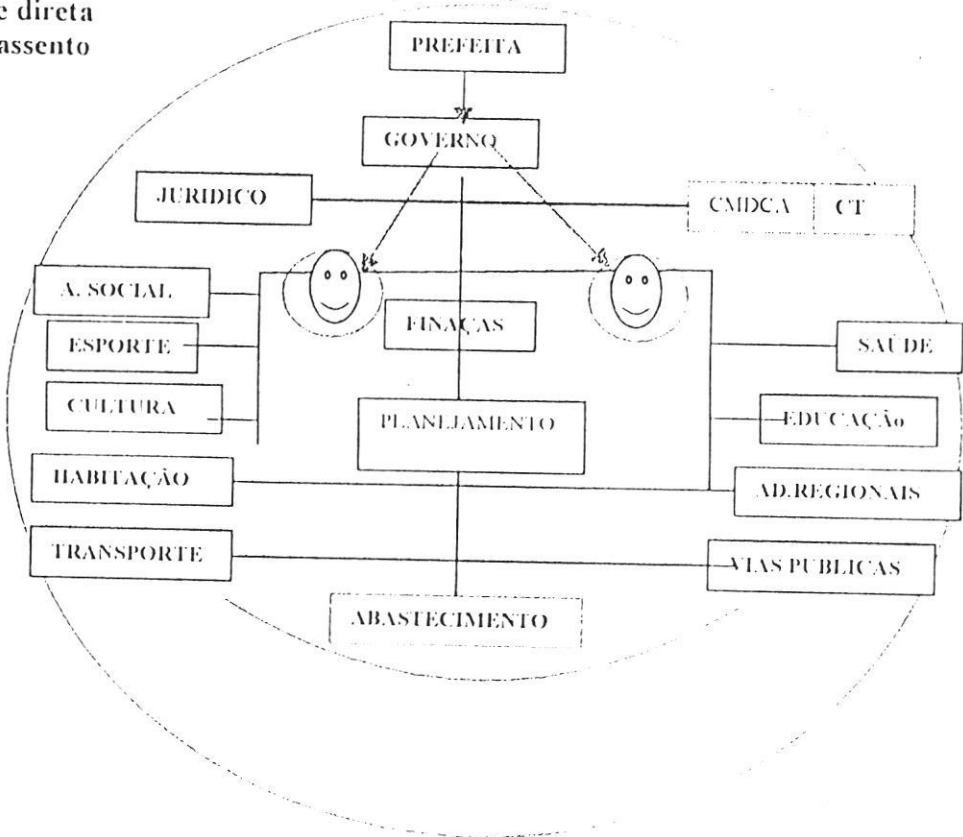 e direta
assento
PREFEITA
GOVERNO
JURIDICO
CMDCA CT
A. SOCIAL
FINAÇAS
ESPORTE
SAÚDE
CULTURA
PLANEJAMENTO
EDUCAÇÃo
HABITAÇÃO
AD.REGIONAIS
TRANSPORTE
VIAS PUBLICAS
ABASTECIMENTO